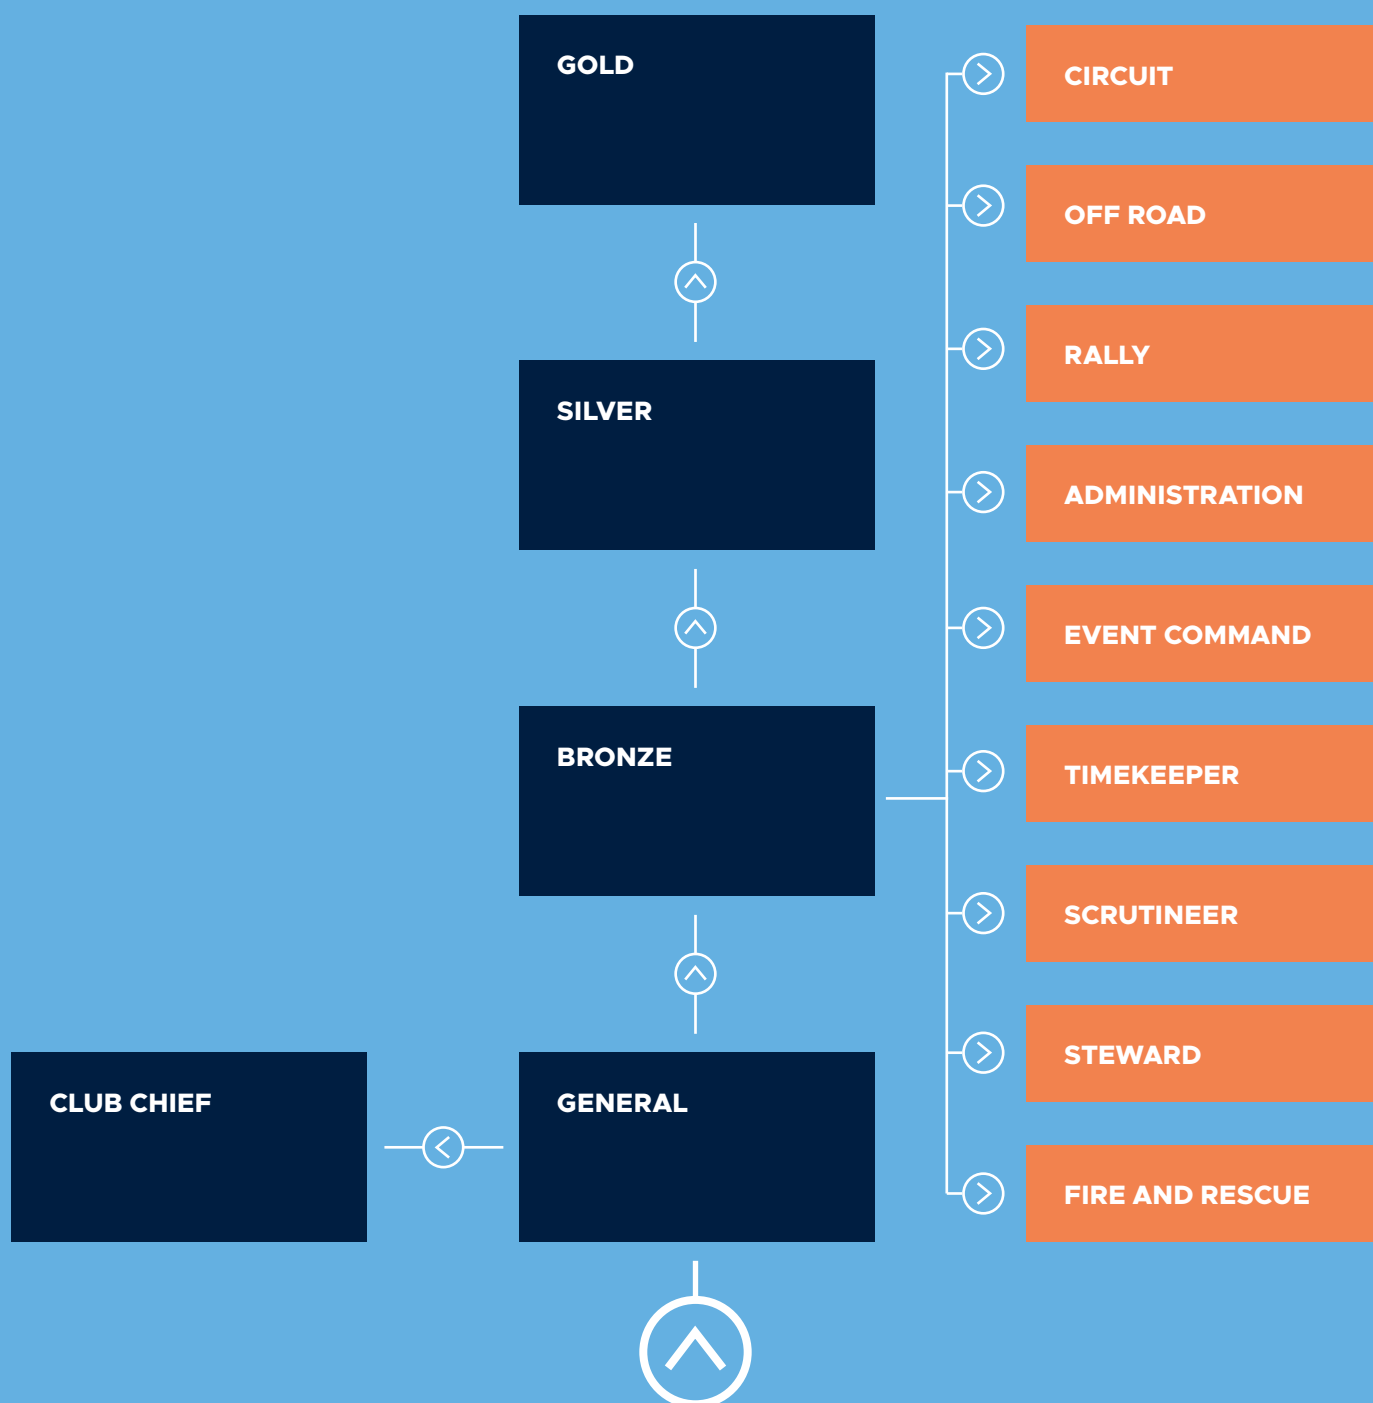 GOLD
SILVER
BRONZE
CLUB CHIEF
GENERAL
CIRCUIT
OFF ROAD
RALLY
ADMINISTRATION
EVENT COMMAND
TIMEKEEPER
SCRUTINEER
STEWARD
FIRE AND RESCUE